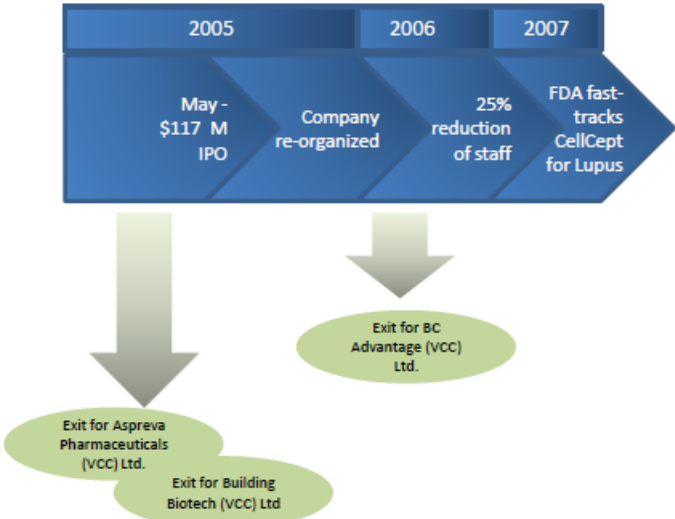 2005
2006
2007
May -
$117 M
IPO
Company
re-organized
25%
reduction
of staff
FDA fast-
tracks
CellCept
for Lupus
Exit for BC
Advantage (VCC)
Ltd.
Exit for Aspreva
Pharmaceuticals
(VCC) Ltd.
Exit for Building
Biotech (VCC) Ltd